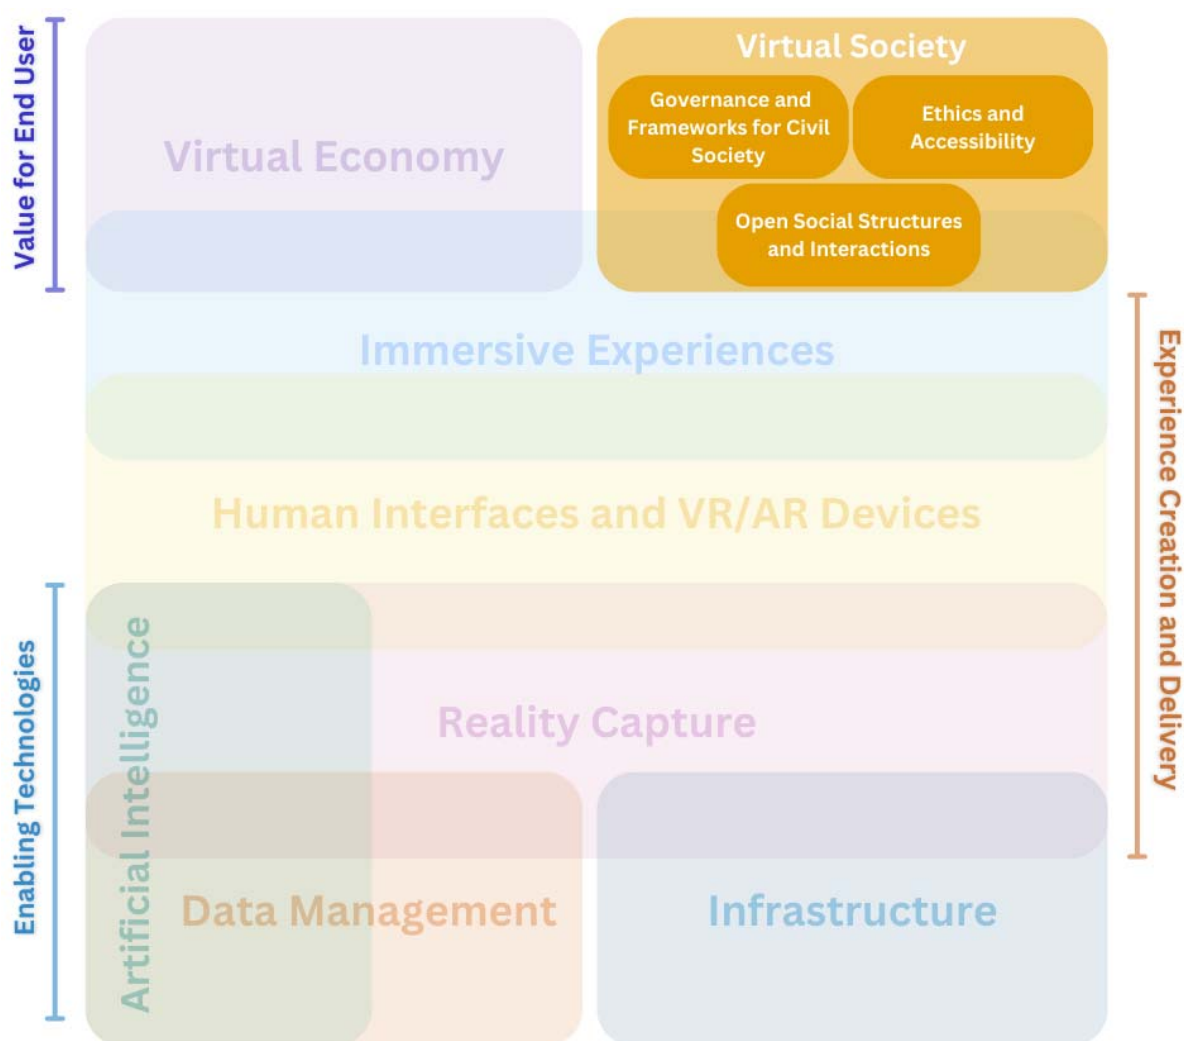 Value for End User
Virtual Economy
Virtual Society
Governance and
Frameworks for Civil
Society
Ethics and
Accessibility
Open Social Structures
and Interactions
Immersive Experiences
Human Interfaces and VR/AR Devices
Experience Creation and Delivery
Enabling Technologies
Artificial Intelligence
Reality Capture
Data Management
Infrastructure